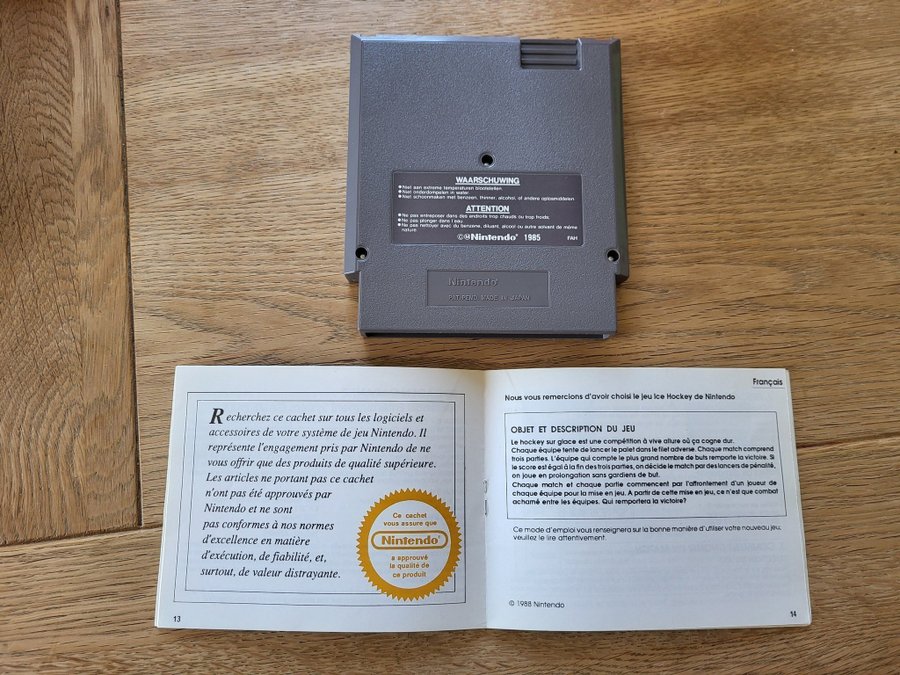 WAARSCHUWING
● Niet aan extreme temperaturen blootstellen.
● Niet onderdompelen in water.
● Niet schoonmaken met benzeen, thinner, alcohol, of andere oplosmiddelen.
ATTENTION
● Ne pas entreposer dans des endroits trop chauds ou trop froids;
● Ne pas plonger dans l'eau
● Ne pas nettoyer avec du benzene, diluant, alcool ou autre solvant de même
nature
©Nintendo® 1985 FAH
Nintendo®
PAT.PEND. MADE IN JAPAN
Recherchez ce cachet sur tous les logiciels et
accessoires de votre système de jeu Nintendo. Il
représente l'engagement pris par Nintendo de ne
vous offrir que des produits de qualité supérieure.
Les articles ne portant pas ce cachet
n'ont pas été approuvés par
Nintendo et ne sont
pas conformes à nos normes
d'excellence en matière
d'exécution, de fiabilité, et,
surtout, de valeur distrayante.
Ce cachet
vous assure que
Nintendo®
a approuvé
la qualité de
ce produit
13
Français
Nous vous remercions d'avoir choisi le jeu Ice Hockey de Nintendo
OBJET ET DESCRIPTION DU JEU
Le hockey sur glace est une compétition à vive allure où ça cogne dur.
Chaque équipe tente de lancer le palet dans le filet adverse. Chaque match comprend
trois parties. L'équipe qui compte le plus grand nombre de buts remporte la victoire. Si
le score est égal à la fin des trois parties, on décide le match par des lancers de pénalité,
on joue en prolongation sans gardiens de but.
Chaque match et chaque partie commencent par l'affrontement d'un joueur de
chaque équipe pour la mise en jeu. A partir de cette mise en jeu, ce n'est que combat
acharné entre les équipes. Qui remportera la victoire?
Ce mode d'emploi vous renseignera sur la bonne manière d'utiliser votre nouveau jeu;
veuillez le lire attentivement.
© 1988 Nintendo
14